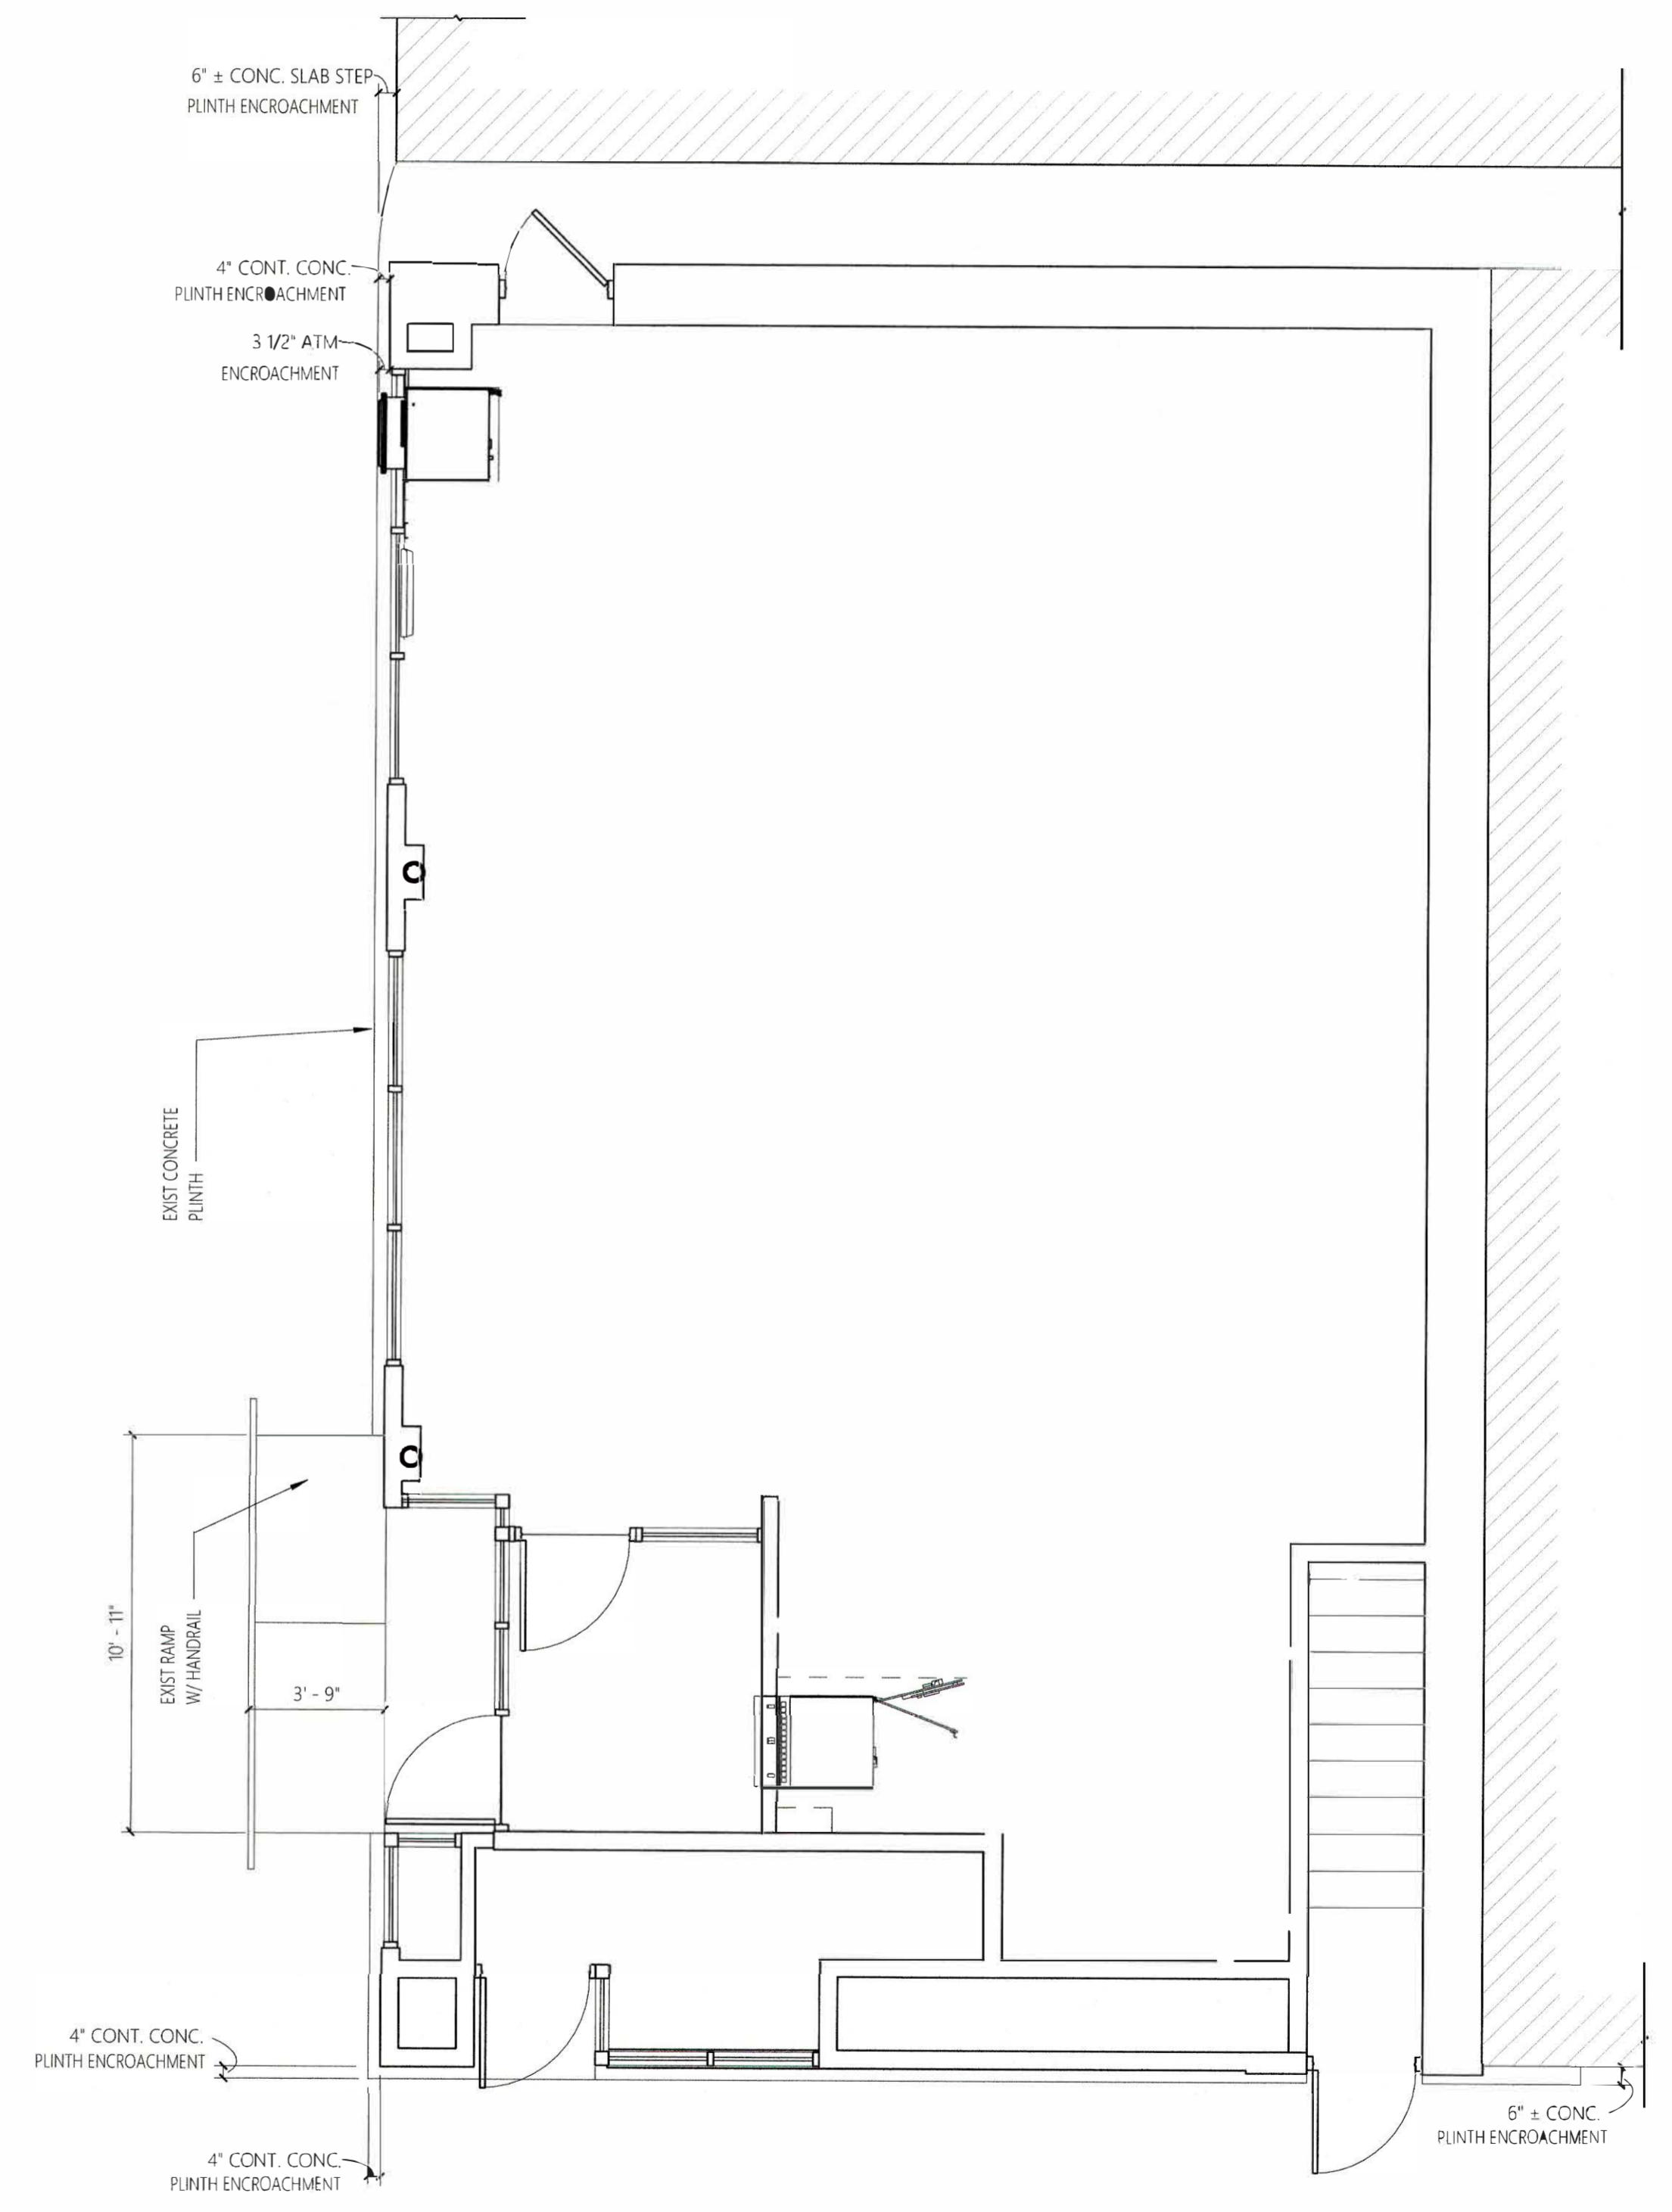 6" ± CONC. SLAB STEP
PLINTH ENCROACHMENT
4" CONT. CONC.
PLINTH ENCROACHMENT
3 1/2" ATM
ENCROACHMENT
EXIST CONCRETE
PLINTH
10' - 11"
EXIST RAMP
W/ HANDRAIL
3' - 9"
4" CONT. CONC.
PLINTH ENCROACHMENT
4" CONT. CONC.
PLINTH ENCROACHMENT
6" ± CONC.
PLINTH ENCROACHMENT